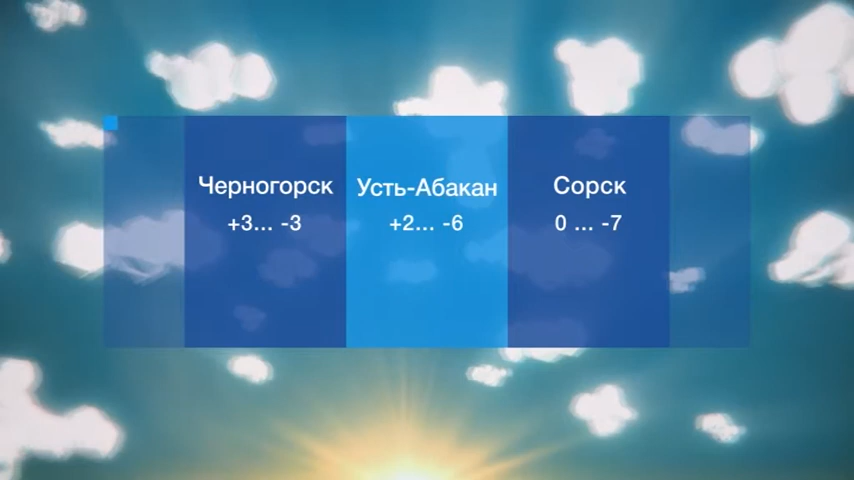 Черногорск
+3... -3
Усть-Абакан
+2... -6
Сорск
0 ... -7